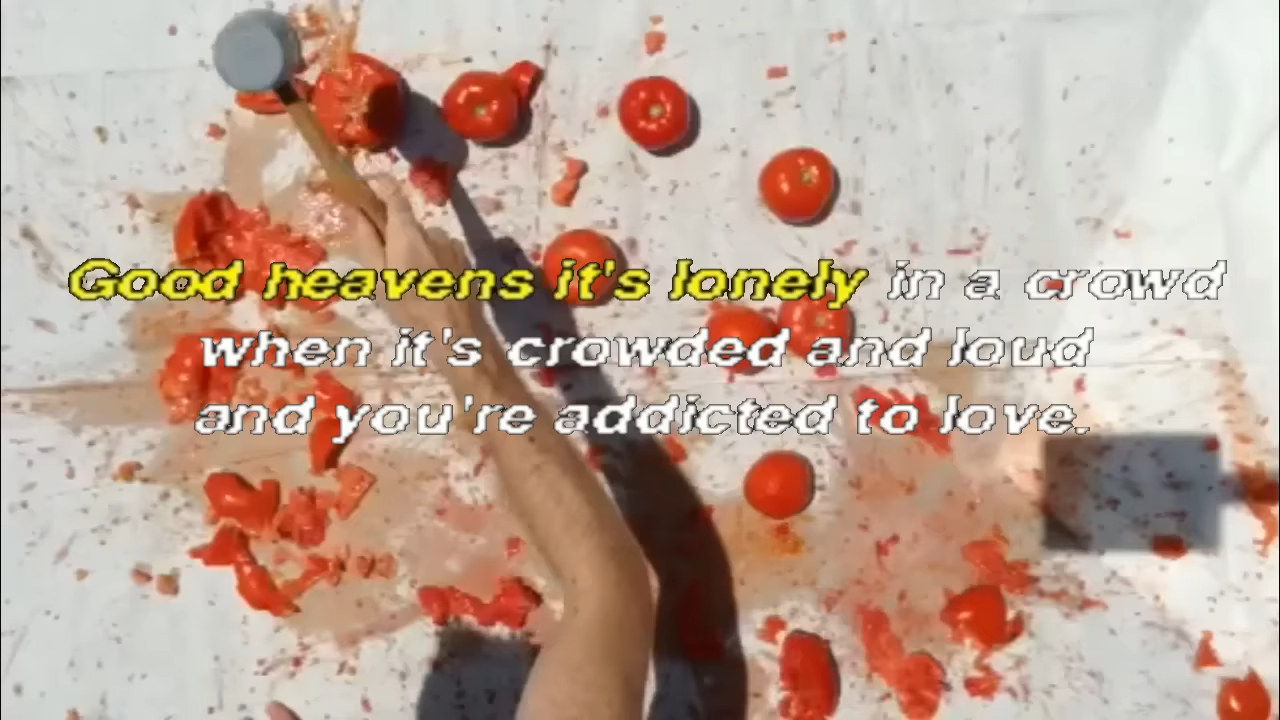 Good heavens it's lonely in a crowd
when it's crowded and loud
and you're addicted to love.